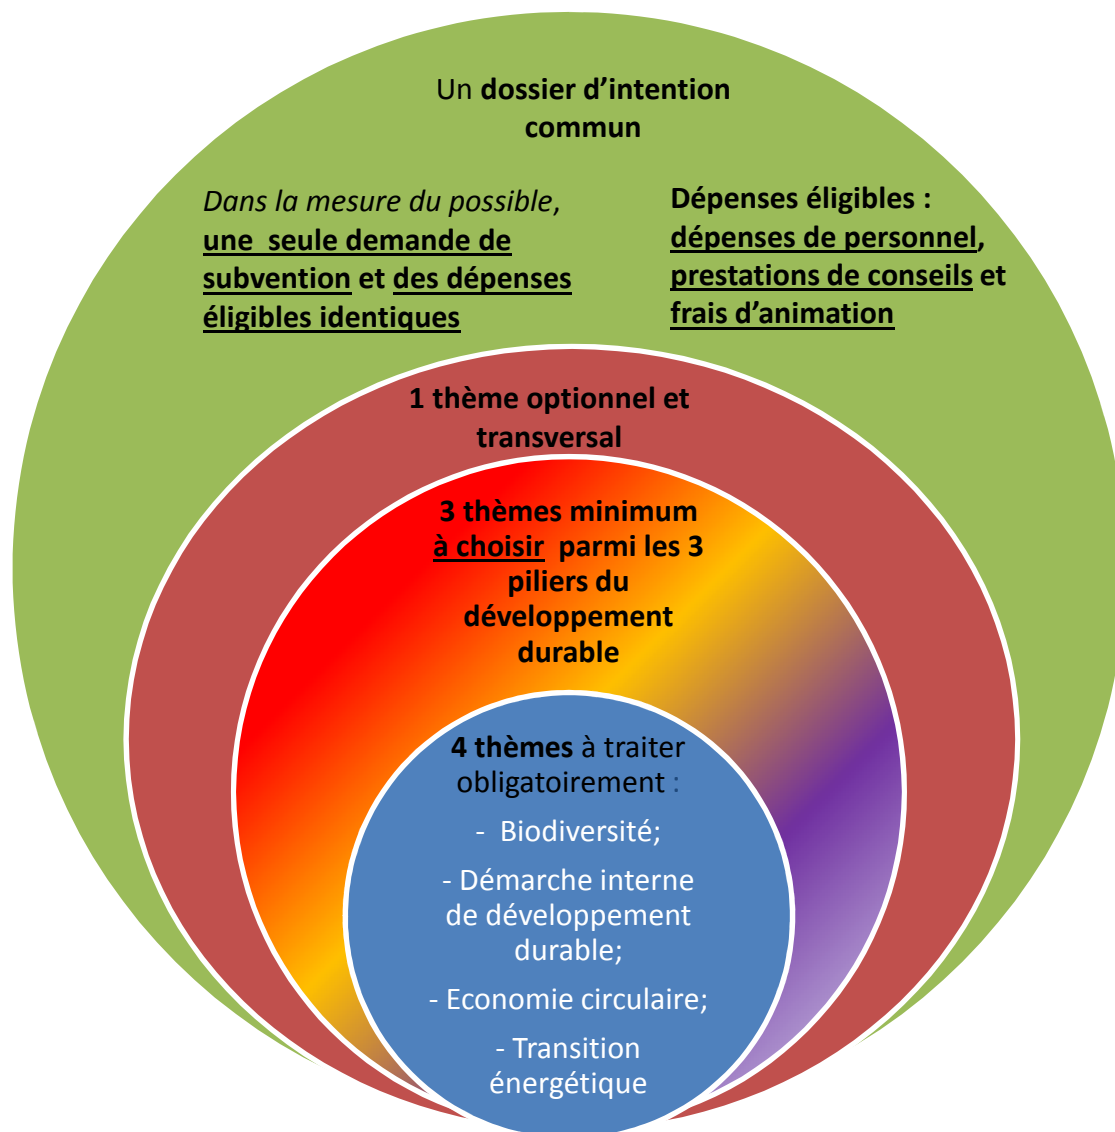 Un dossier d’intention
commun
Dans la mesure du possible,
une  seule demande de
subvention et des dépenses
éligibles identiques
Dépenses éligibles :
dépenses de personnel,
prestations de conseils et
frais d’animation
1 thème optionnel et
transversal
3 thèmes minimum
à choisir  parmi les 3
piliers du
développement
durable
4 thèmes à traiter
obligatoirement :
-  Biodiversité;
- Démarche interne
de développement
durable;
- Economie circulaire;
- Transition
énergétique